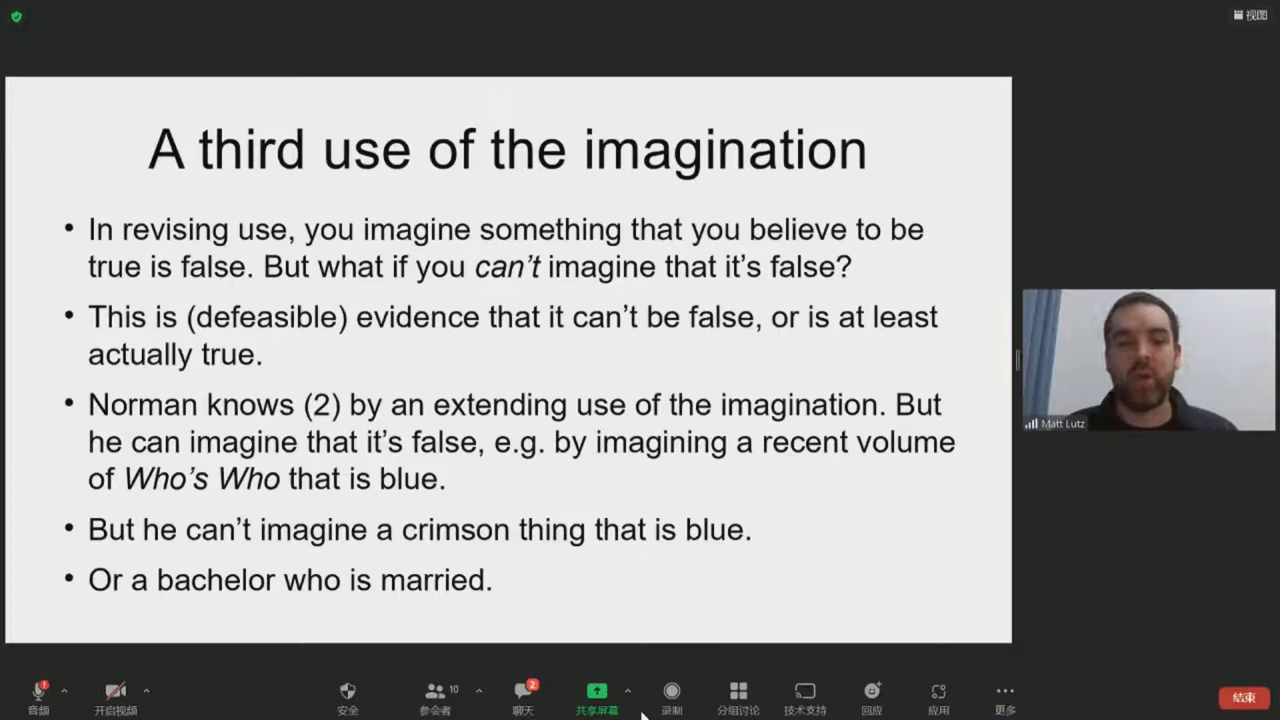 视图
A third use of the imagination
• In revising use, you imagine something that you believe to be
true is false. But what if you can't imagine that it's false?
• This is (defeasible) evidence that it can't be false, or is at least
actually true.
• Norman knows (2) by an extending use of the imagination. But
he can imagine that it's false, e.g. by imagining a recent volume
of Who's Who that is blue.
• But he can't imagine a crimson thing that is blue.
• Or a bachelor who is married.
Matt Lutz
10 2
音频 开启视频 安全 参会者 聊天 共享屏幕 录制 分组讨论 技术支持 回应 应用 更多 结束